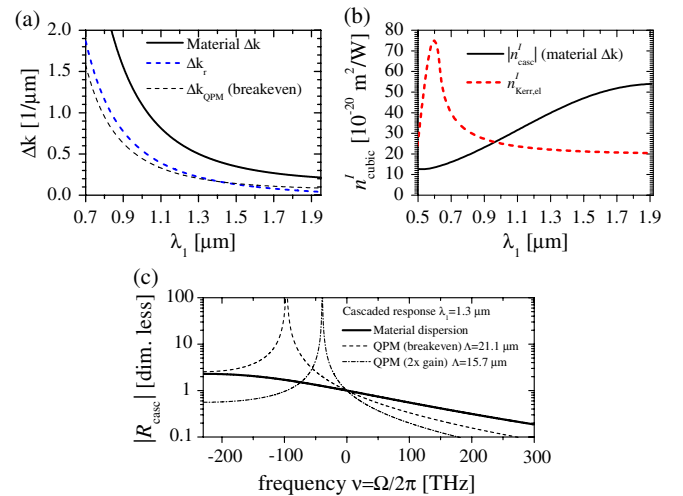 (a)
2.0
1.5
1.0
0.5
0.0
Δk [1/μm]
Material Δk
Δk_r
Δk_QPM (breakeven)
0.7 0.9 1.1 1.3 1.5 1.7 1.9
λ_1 [μm]
(b)
80
70
60
50
40
30
20
10
0
n^I_cubic [10^-20 m^2/W]
|n^I_casc| (material Δk)
n^I_Kerr,el
0.5 0.7 0.9 1.1 1.3 1.5 1.7 1.9
λ_1 [μm]
(c)
100
10
1
0.1
|R_casc| [dim. less]
Cascaded response λ_1=1.3 μm
Material dispersion
QPM (breakeven) Λ=21.1 μm
QPM (2x gain) Λ=15.7 μm
-200 -100 0 100 200 300
frequency ν=Ω/2π [THz]